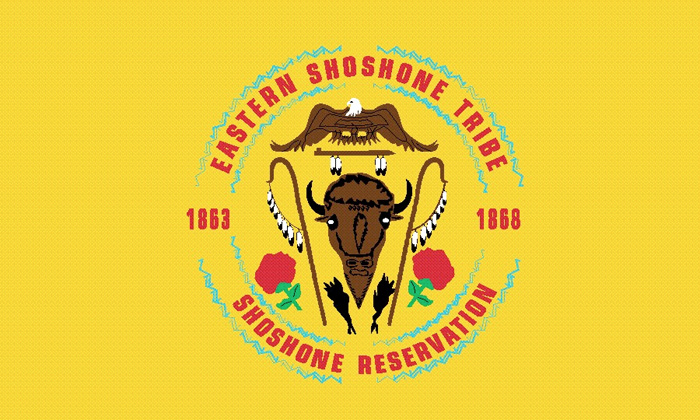 EASTERN SHOSHONE TRIBE
1863
1868
SHOSHONE RESERVATION